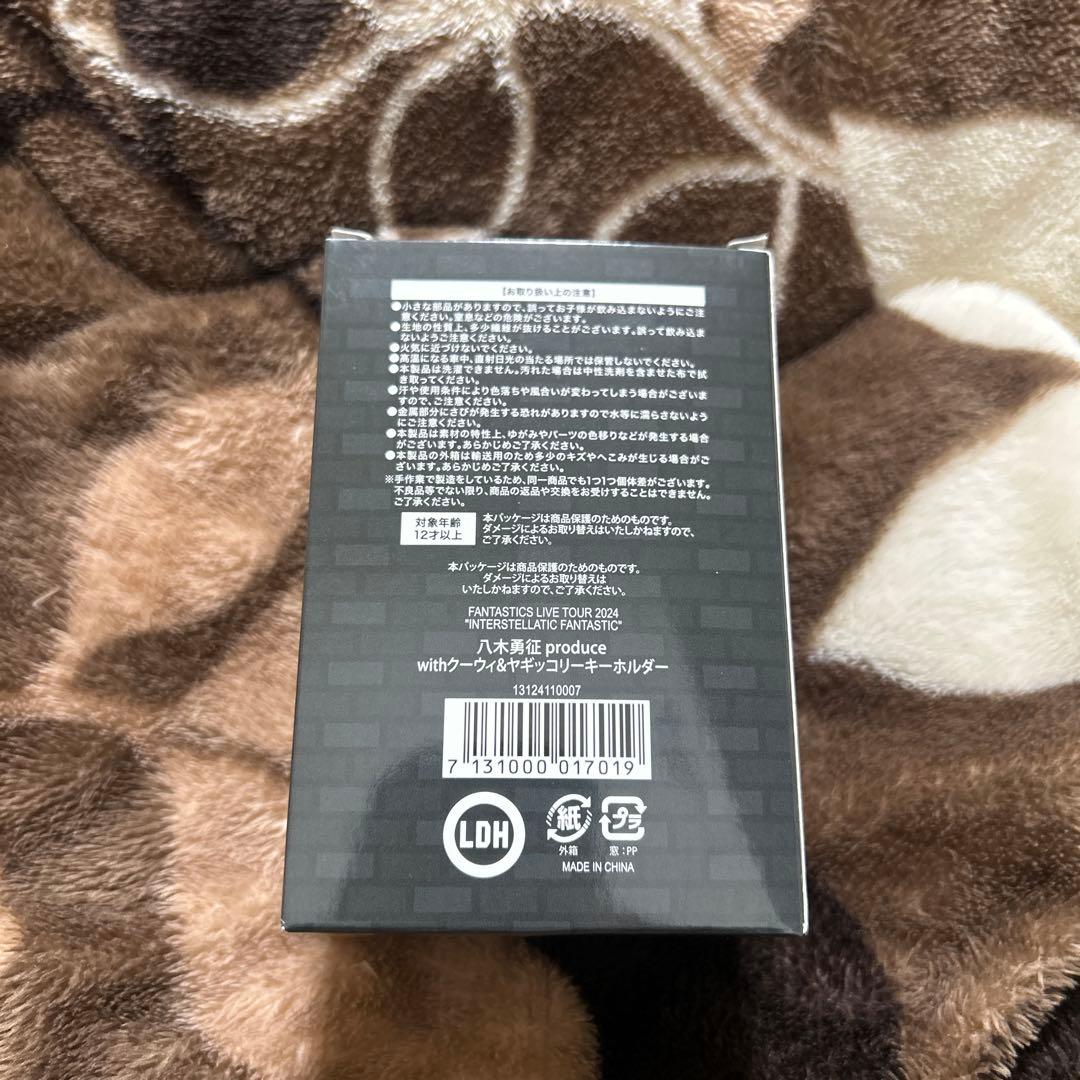 【お取り扱い上の注意】
●小さな部品がありますので、誤ってお子様が飲み込まないようにご注
意ください。窒息などの危険がございます。
●生地の性質上、多少繊維が抜けることがございます。誤って飲み込ま
ないようご注意ください。
●火気に近づけないでください。
●高温になる車中、直射日光の当たる場所では保管しないでください。
●本製品は洗濯できません。汚れた場合は中性洗剤を含ませた布で拭
き取ってください。
●汗や使用条件により色落ちや風合いが変わってしまう場合がございま
すので、ご注意ください。
●金属部分にさびが発生する恐れがありますので水等に濡らさないよう
にご注意ください。
●本製品は素材の特性上、ゆがみやパーツの色移りなどが発生する場合
がございます。あらかじめご了承ください。
●本製品の外箱は輸送用のため多少のキズやへこみが生じる場合がご
ざいます。あらかじめご了承ください。
※手作業で製造をしているため、同一商品でも1つ1つ個体差がございます。
不良品等でない限り、商品の返品や交換をお受けすることはできません。
ご了承ください。
対象年齢
12才以上
本パッケージは商品保護のためのものです。
ダメージによるお取り替えはいたしかねますので、
ご了承ください。
本パッケージは商品保護のためのものです。
ダメージによるお取り替えは
いたしかねますので、ご了承ください。
FANTASTICS LIVE TOUR 2024
"INTERSTELLATIC FANTASTIC"
八木勇征 produce
withクーウィ&ヤギッコリーキーホルダー
13124110007
7 131000 017019
LDH
紙
外箱
プラ
窓:PP
MADE IN CHINA